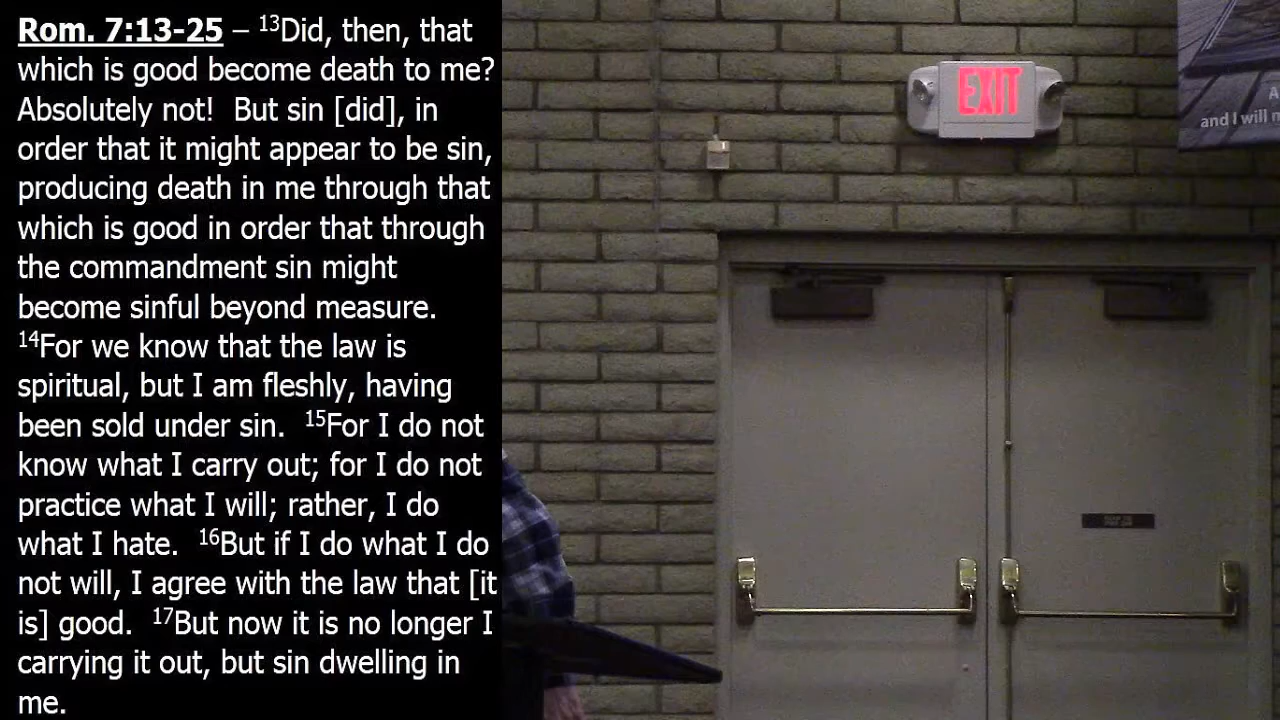 Rom. 7:13-25 – ¹³Did, then, that
which is good become death to me?
Absolutely not!  But sin [did], in
order that it might appear to be sin,
producing death in me through that
which is good in order that through
the commandment sin might
become sinful beyond measure.
¹⁴For we know that the law is
spiritual, but I am fleshly, having
been sold under sin.  ¹⁵For I do not
know what I carry out; for I do not
practice what I will; rather, I do
what I hate.  ¹⁶But if I do what I do
not will, I agree with the law that [it
is] good.  ¹⁷But now it is no longer I
carrying it out, but sin dwelling in
me.
EXIT
A
and I will